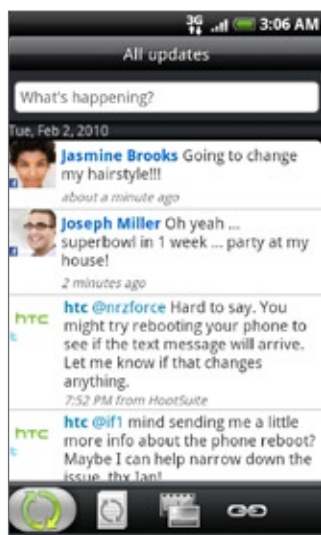 3G 3:06 AM
All updates
What's happening?
Tue, Feb 2, 2010
Jasmine Brooks Going to change
my hairstyle!!!
about a minute ago
Joseph Miller Oh yeah ...
superbowl in 1 week ... party at my
house!
2 minutes ago
hTC
htc @nrzforce Hard to say. You
might try rebooting your phone to
see if the text message will arrive.
Let me know if that changes
anything.
7:52 PM from HootSuite
hTC
htc @if1 mind sending me a little
more info about the phone reboot?
Maybe I can help narrow down the
issue. thx Ian!